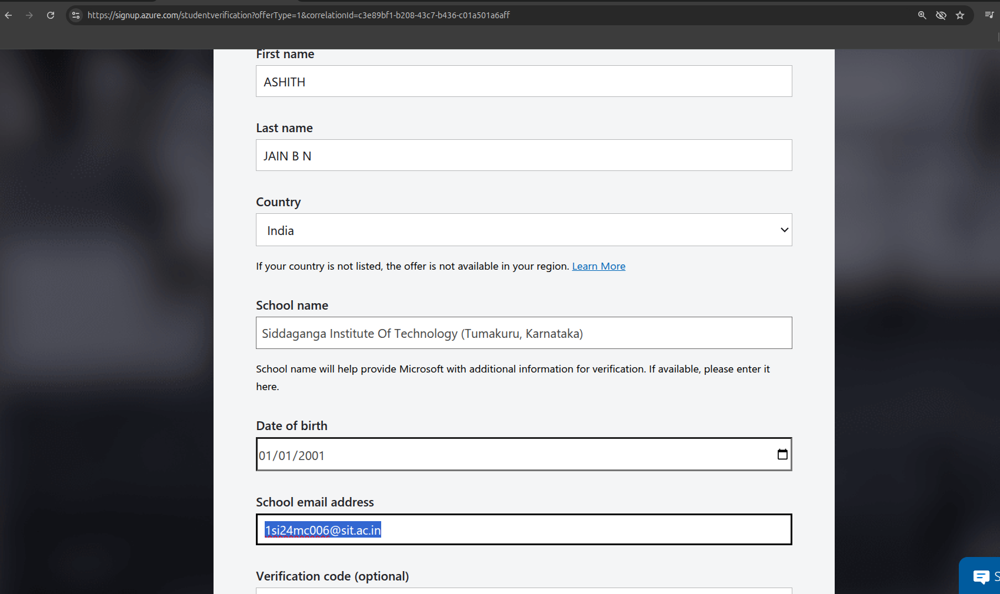 https://signup.azure.com/studentverification?offerType=1&correlationId=c3e89bf1-b208-43c7-b436-c01a501a6aff
First name
ASHITH
Last name
JAIN B N
Country
India
If your country is not listed, the offer is not available in your region. Learn More
School name
Siddaganga Institute Of Technology (Tumakuru, Karnataka)
School name will help provide Microsoft with additional information for verification. If available, please enter it
here.
Date of birth
01/01/2001
School email address
1si24mc006@sit.ac.in
Verification code (optional)